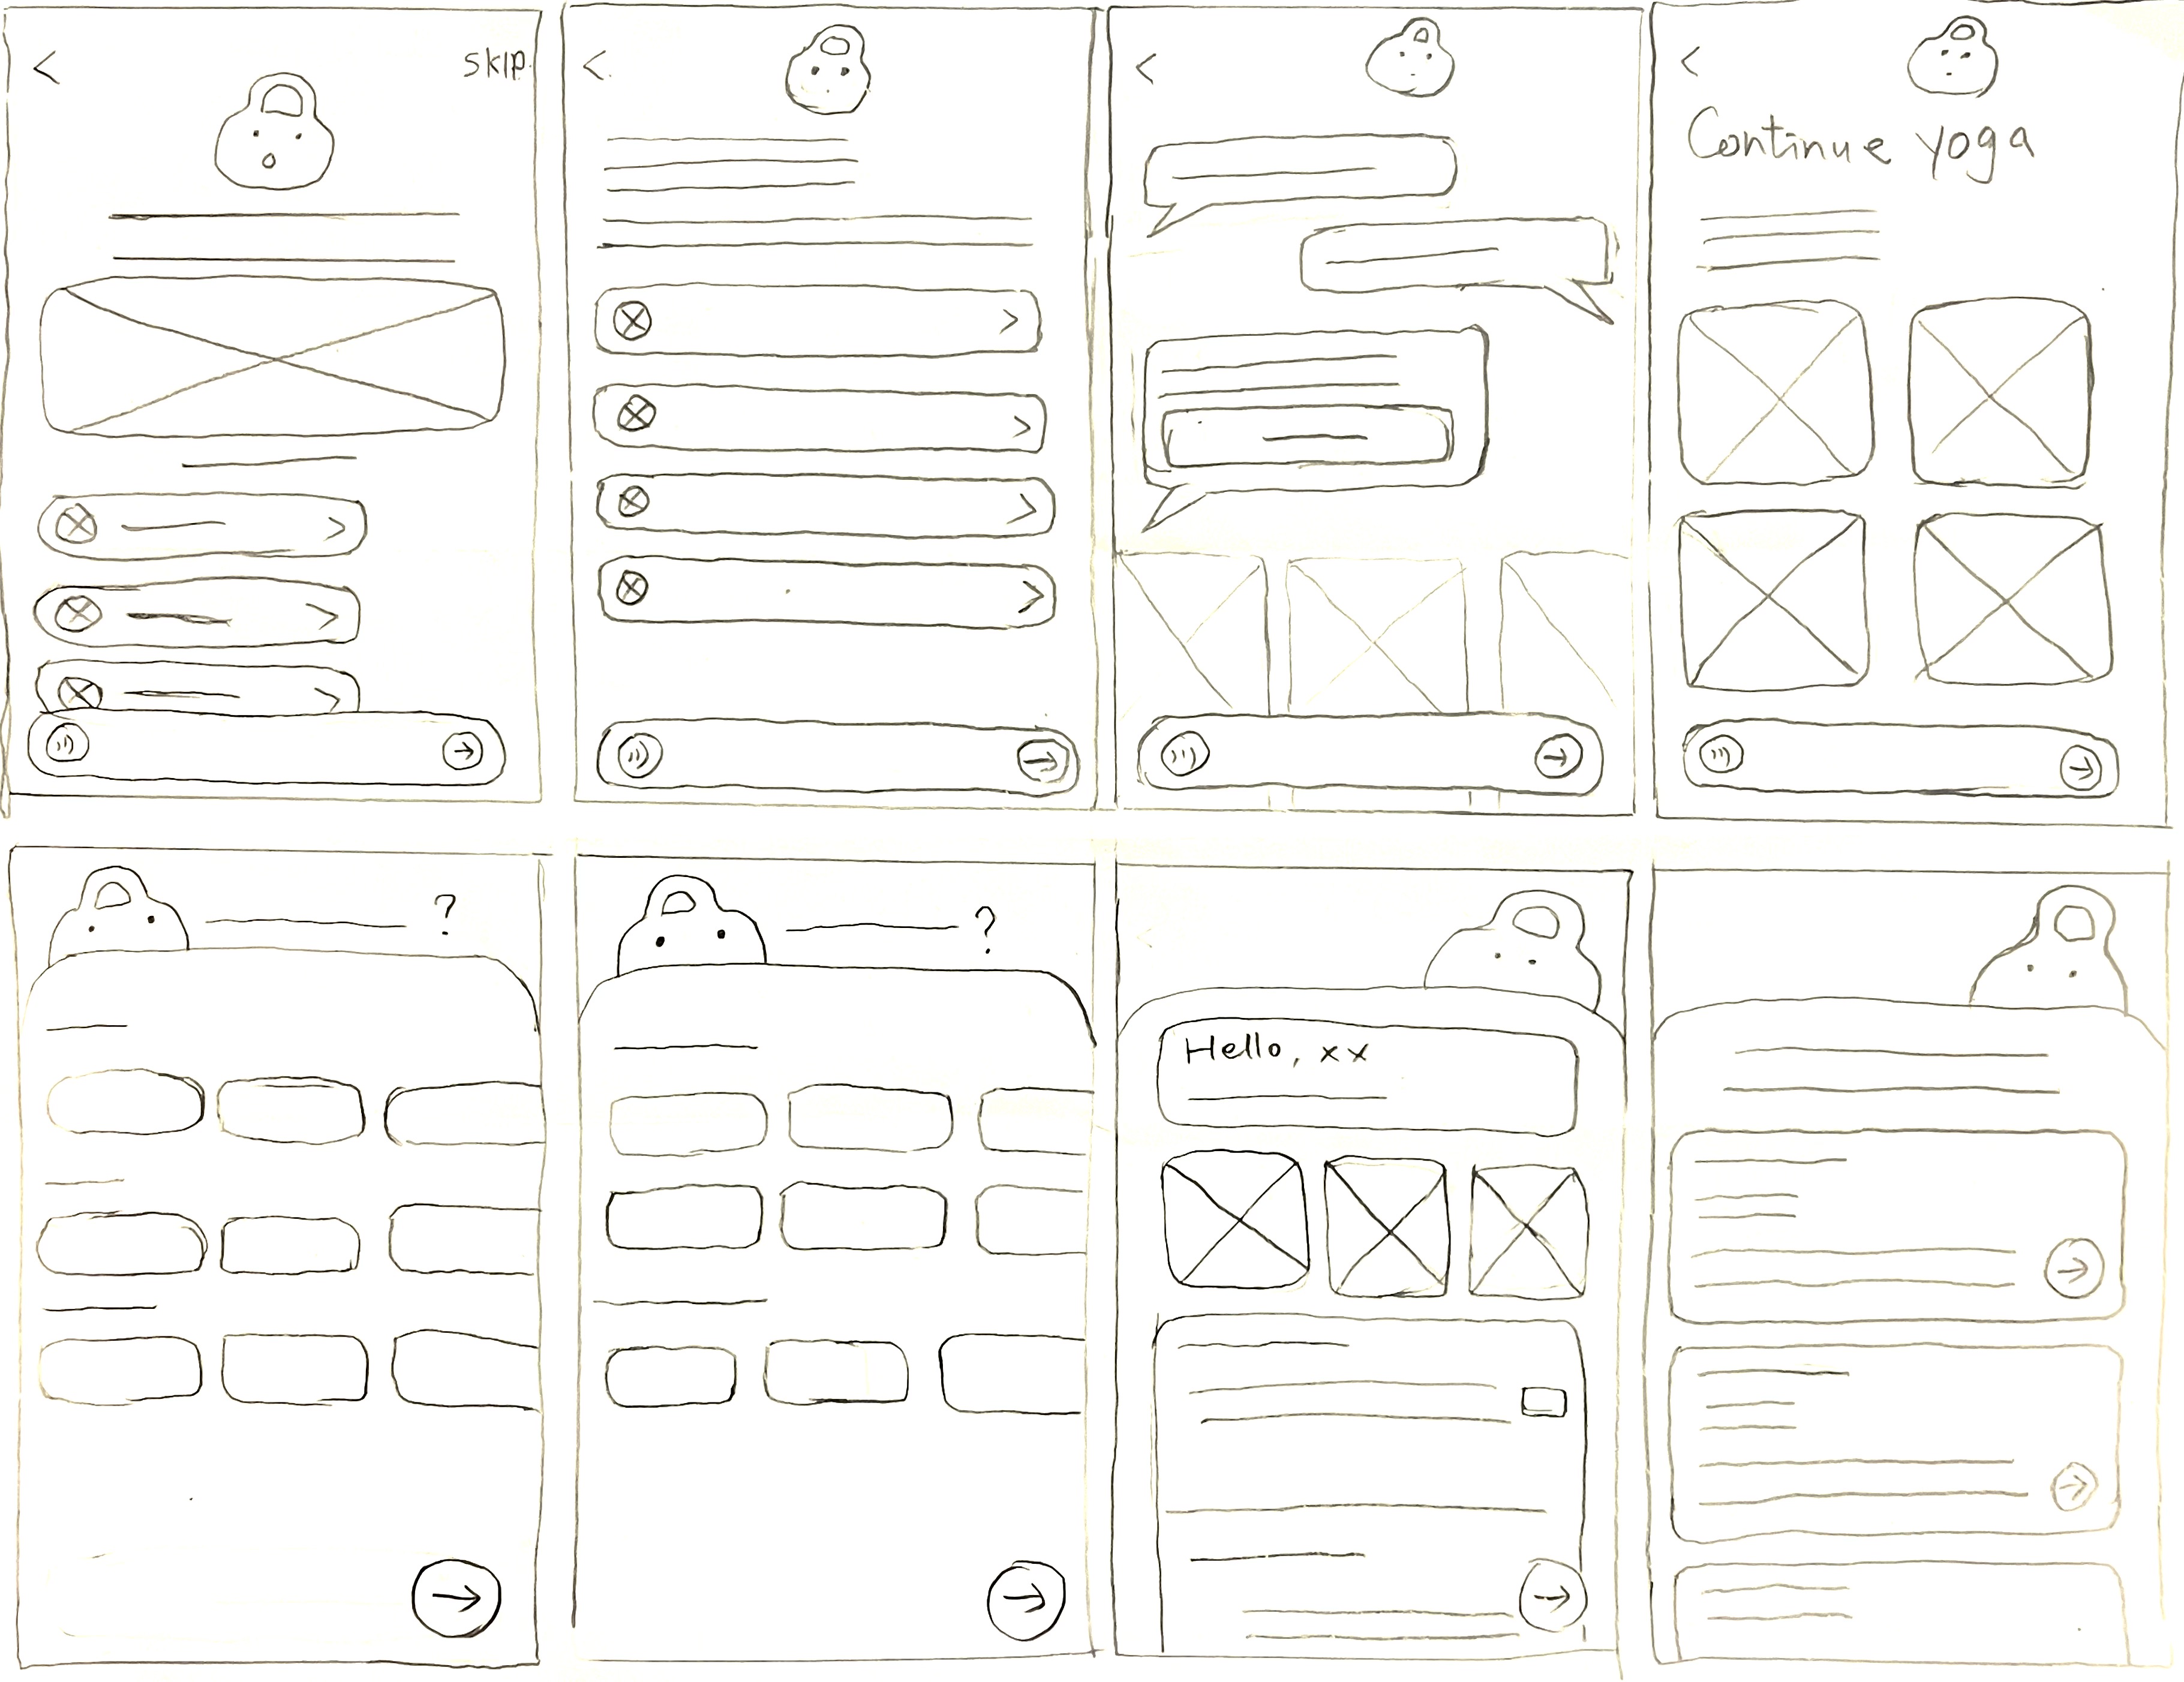 <
SKIP.
<
<
<
Continue yoga
?
?
Hello, xx